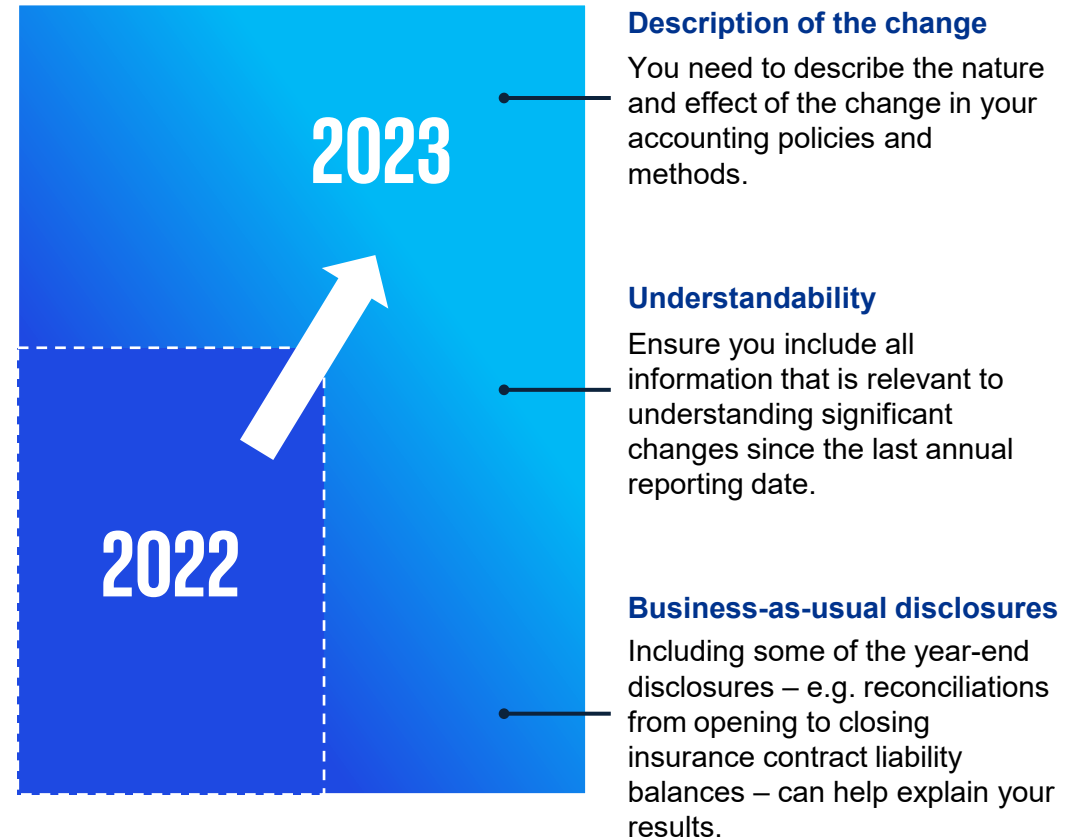 Description of the change
You need to describe the nature
and effect of the change in your
accounting policies and
methods.
2023
Understandability
Ensure you include all
information that is relevant to
understanding significant
changes since the last annual
reporting date.
2022
Business-as-usual disclosures
Including some of the year-end
disclosures – e.g. reconciliations
from opening to closing
insurance contract liability
balances – can help explain your
results.